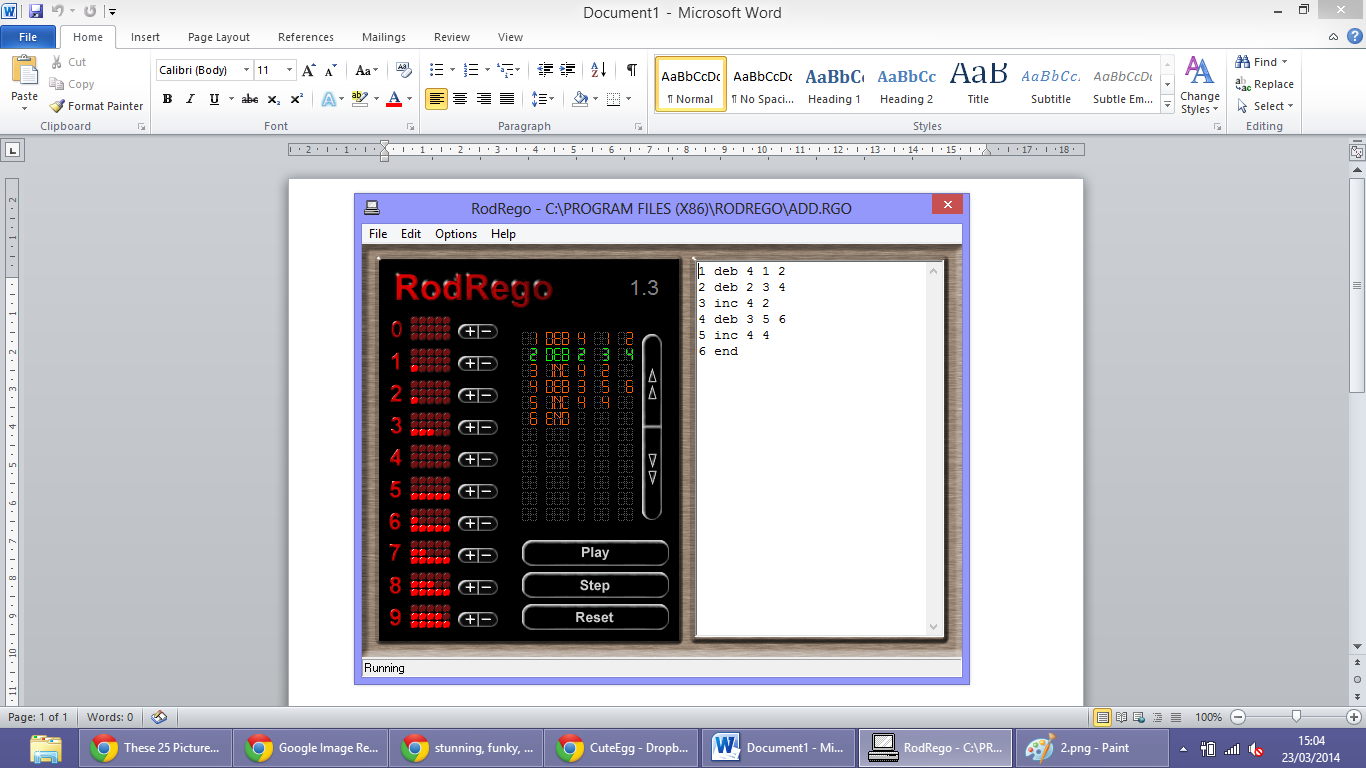 Document1 - Microsoft Word
File Home Insert Page Layout References Mailings Review View
Paste
Cut
Copy
Format Painter
Clipboard
Calibri (Body) 11
Font
Paragraph
AaBbCcDc AaBbCcDc AaBbCc AaBbCc AaB AaBbCc. AaBbCcDc
¶ Normal ¶ No Spaci... Heading 1 Heading 2 Title Subtitle Subtle Em...
Change
Styles
Styles
Find
Replace
Select
Editing
2 1 1 2 3 4 5 6 7 8 9 10 11 12 13 14 15 17 18
RodRego - C:\PROGRAM FILES (X86)\RODREGO\ADD.RGO
File Edit Options Help
RodRego 1.3
0 + -
1 + -
2 + -
3 + -
4 + -
5 + -
6 + -
7 + -
8 + -
9 + -
1 DEB 4 1 2
2 DEB 2 3 4
3 INC 4 2
4 DEB 3 5 6
5 INC 4 4
6 END
Play
Step
Reset
1 deb 4 1 2
2 deb 2 3 4
3 inc 4 2
4 deb 3 5 6
5 inc 4 4
6 end
Running
Page: 1 of 1 Words: 0 100%
These 25 Picture... Google Image Re... stunning, funky, ... CuteEgg - Dropb... Document1 - Mi... RodRego - C:\PR... 2.png - Paint
15:04
23/03/2014